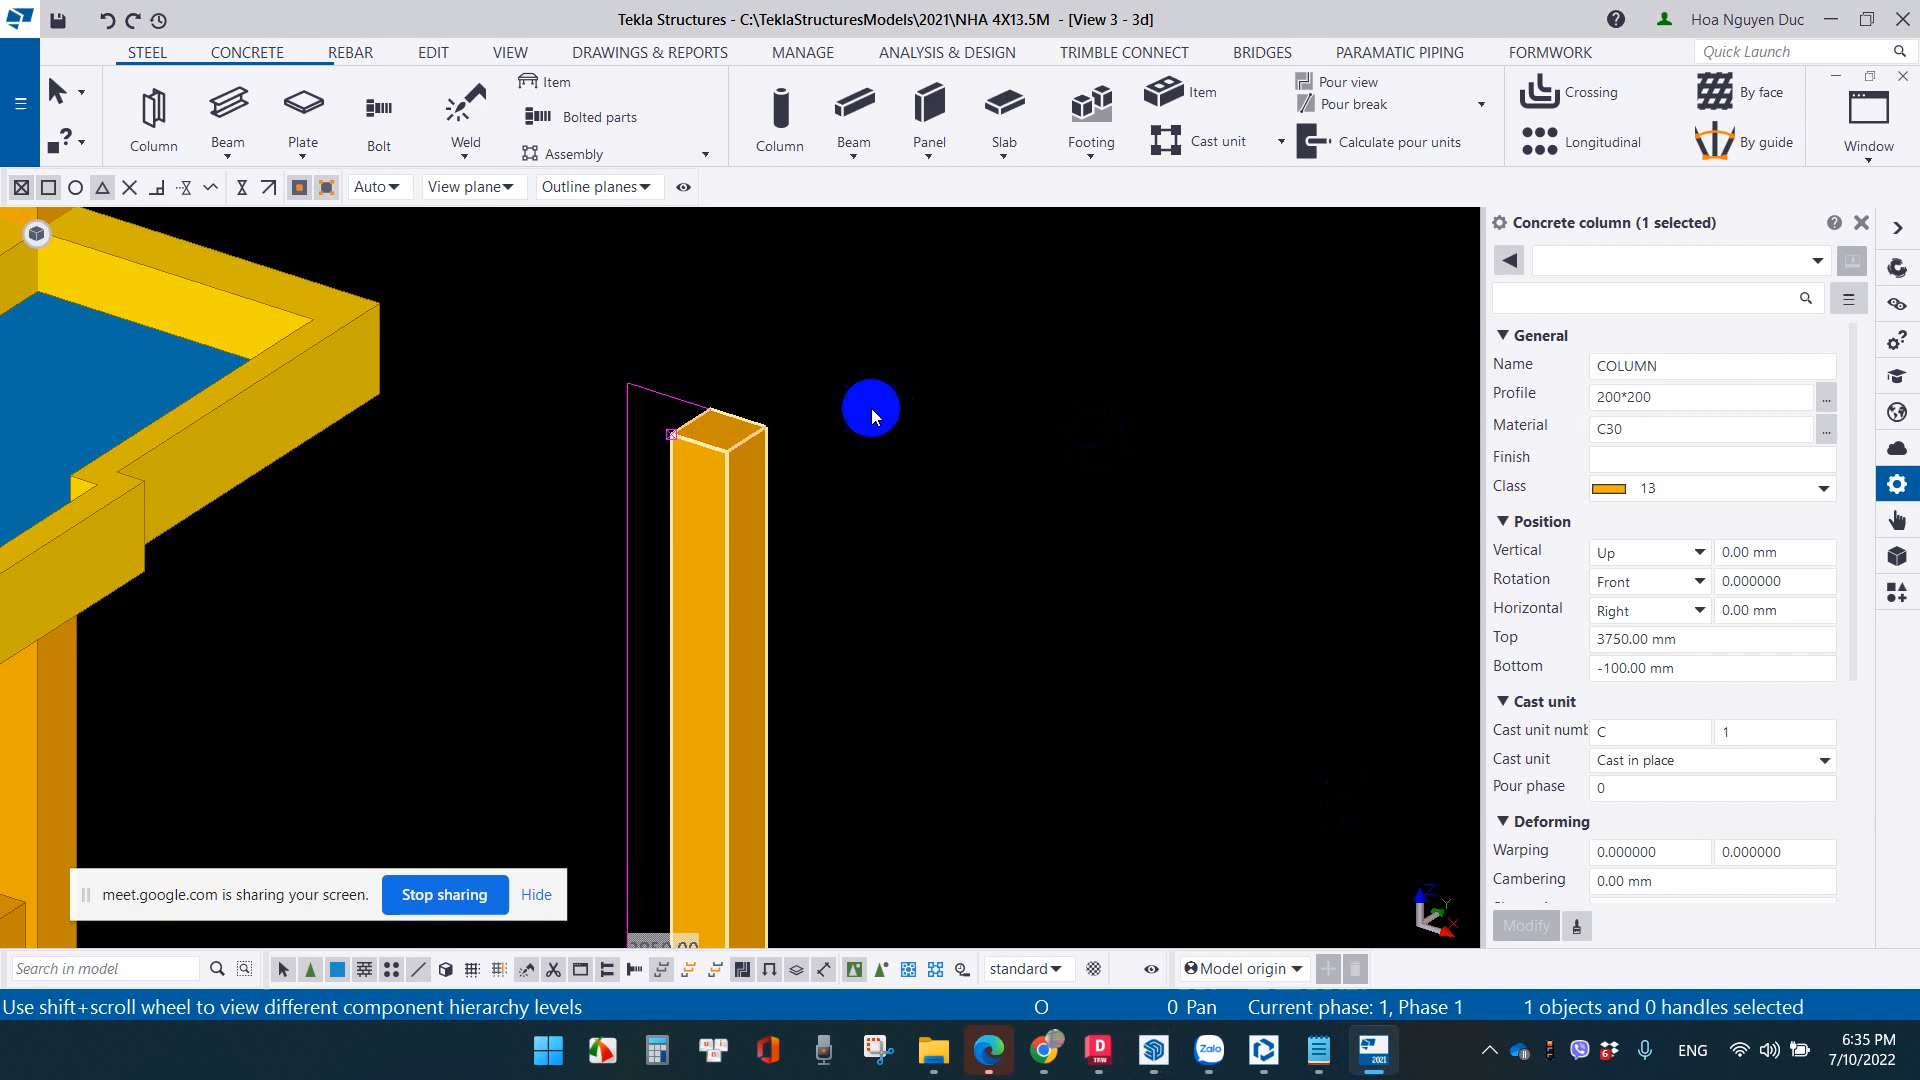 Tekla Structures - C:\TeklaStructuresModels\2021\NHA 4X13.5M - [View 3 - 3d]
Hoa Nguyen Duc
STEEL CONCRETE REBAR EDIT VIEW DRAWINGS & REPORTS MANAGE ANALYSIS & DESIGN TRIMBLE CONNECT BRIDGES PARAMATIC PIPING FORMWORK
Quick Launch
Column
Beam
Plate
Bolt
Weld
Item
Bolted parts
Assembly
Column
Beam
Panel
Slab
Footing
Item
Cast unit
Pour view
Pour break
Calculate pour units
Crossing
Longitudinal
By face
By guide
Window
Auto
View plane
Outline planes
Concrete column (1 selected)
General
Name COLUMN
Profile 200*200 ...
Material C30 ...
Finish
Class 13
Position
Vertical Up 0.00 mm
Rotation Front 0.000000
Horizontal Right 0.00 mm
Top 3750.00 mm
Bottom -100.00 mm
Cast unit
Cast unit numb C 1
Cast unit Cast in place
Pour phase 0
Deforming
Warping 0.000000 0.000000
Cambering 0.00 mm
Modify
Z
Y
X
meet.google.com is sharing your screen.
Stop sharing
Hide
Search in model
standard
Model origin
Use shift+scroll wheel to view different component hierarchy levels
O
0 Pan
Current phase: 1, Phase 1
1 objects and 0 handles selected
Zalo
D
TRW
2021
6
ENG
6:35 PM
7/10/2022